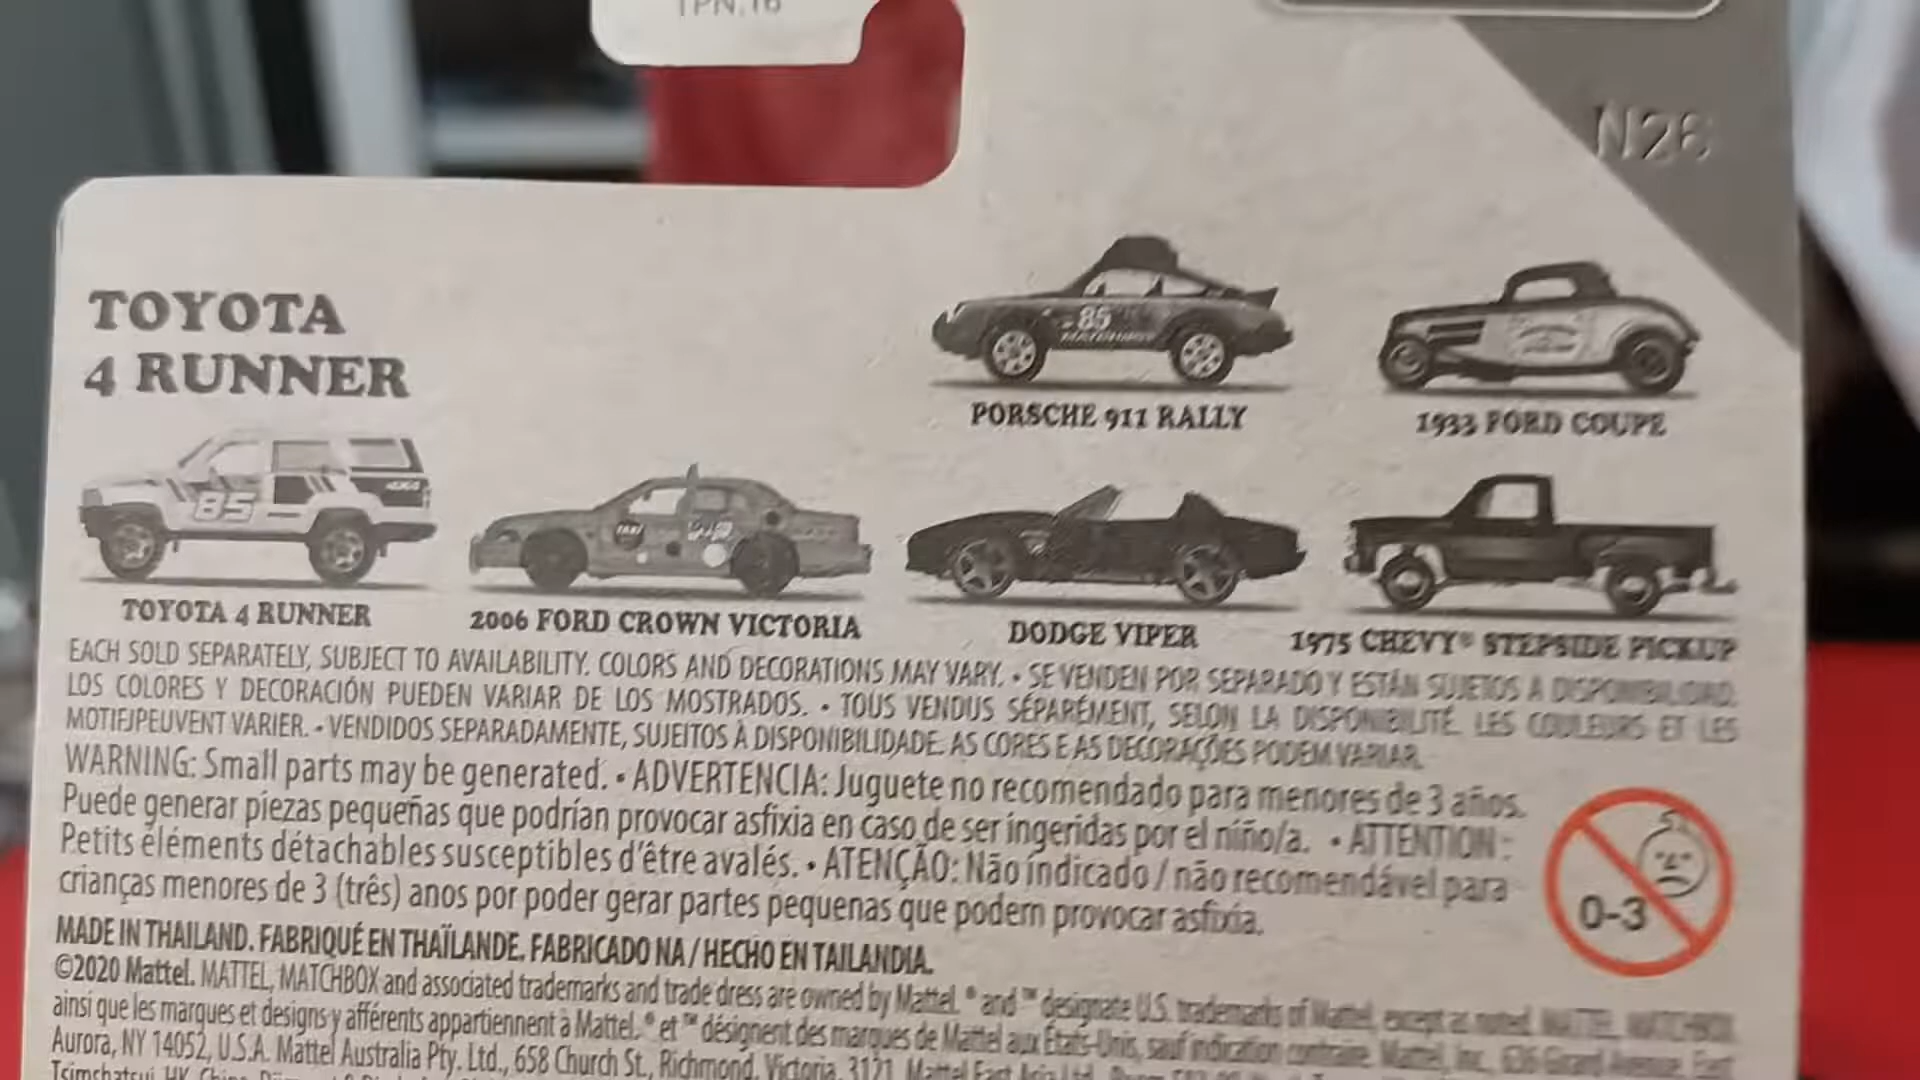 N26
TOYOTA
4 RUNNER
85
PORSCHE 911 RALLY
1933 FORD COUPE
85
TAXI
TOYOTA 4 RUNNER
2006 FORD CROWN VICTORIA
DODGE VIPER
1975 CHEVY® STEPSIDE PICKUP
EACH SOLD SEPARATELY, SUBJECT TO AVAILABILITY. COLORS AND DECORATIONS MAY VARY. • SE VENDEN POR SEPARADO Y ESTÁN SUJETOS A DISPONIBILIDAD.
LOS COLORES Y DECORACIÓN PUEDEN VARIAR DE LOS MOSTRADOS. • TOUS VENDUS SÉPARÉMENT, SELON LA DISPONIBILITÉ. LES COULEURS ET LES
MOTIFJPEUVENT VARIER. • VENDIDOS SEPARADAMENTE, SUJEITOS À DISPONIBILIDADE. AS CORES E AS DECORAÇÕES PODEM VARIAR.
WARNING: Small parts may be generated. • ADVERTENCIA: Juguete no recomendado para menores de 3 años.
Puede generar piezas pequeñas que podrían provocar asfixia en caso de ser ingeridas por el niño/a. • ATTENTION :
Petits éléments détachables susceptibles d'être avalés. • ATENÇÃO: Não indicado / não recomendável para
crianças menores de 3 (três) anos por poder gerar partes pequenas que podem provocar asfixia.
0-3
MADE IN THAILAND. FABRIQUÉ EN THAÏLANDE. FABRICADO NA / HECHO EN TAILANDIA.
©2020 Mattel. MATTEL, MATCHBOX and associated trademarks and trade dress are owned by Mattel. ® and ™ designate U.S. trademarks of Mattel, except as noted. MATTEL, MATCHBOX
ainsi que les marques et designs y afférents appartiennent à Mattel. ® et ™ désignent des marques de Mattel aux États-Unis, sauf indication contraire. Mattel, Inc., 636 Girard Avenue, East
Aurora, NY 14052, U.S.A. Mattel Australia Pty. Ltd., 658 Church St., Richmond, Victoria, 3121. Mattel East Asia Ltd.,